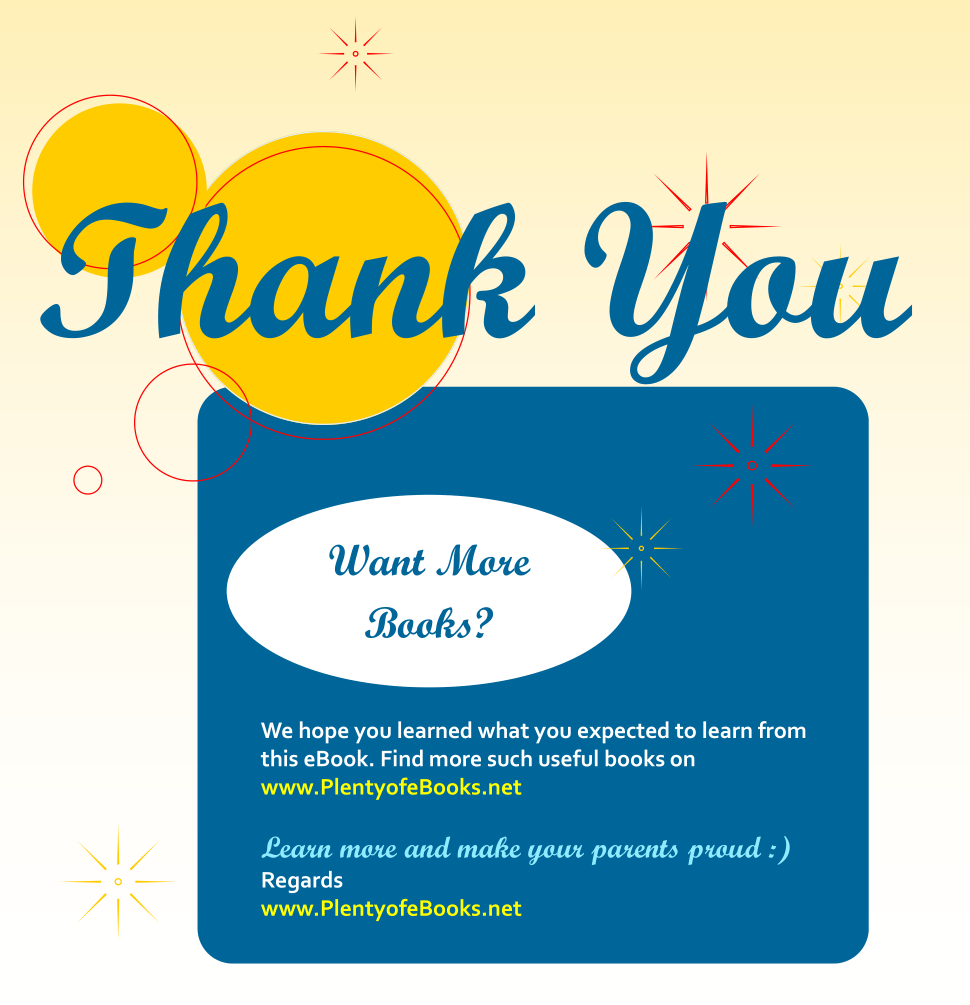 Thank You
Want More
Books?
We hope you learned what you expected to learn from
this eBook. Find more such useful books on
www.PlentyofeBooks.net
Learn more and make your parents proud :)
Regards
www.PlentyofeBooks.net